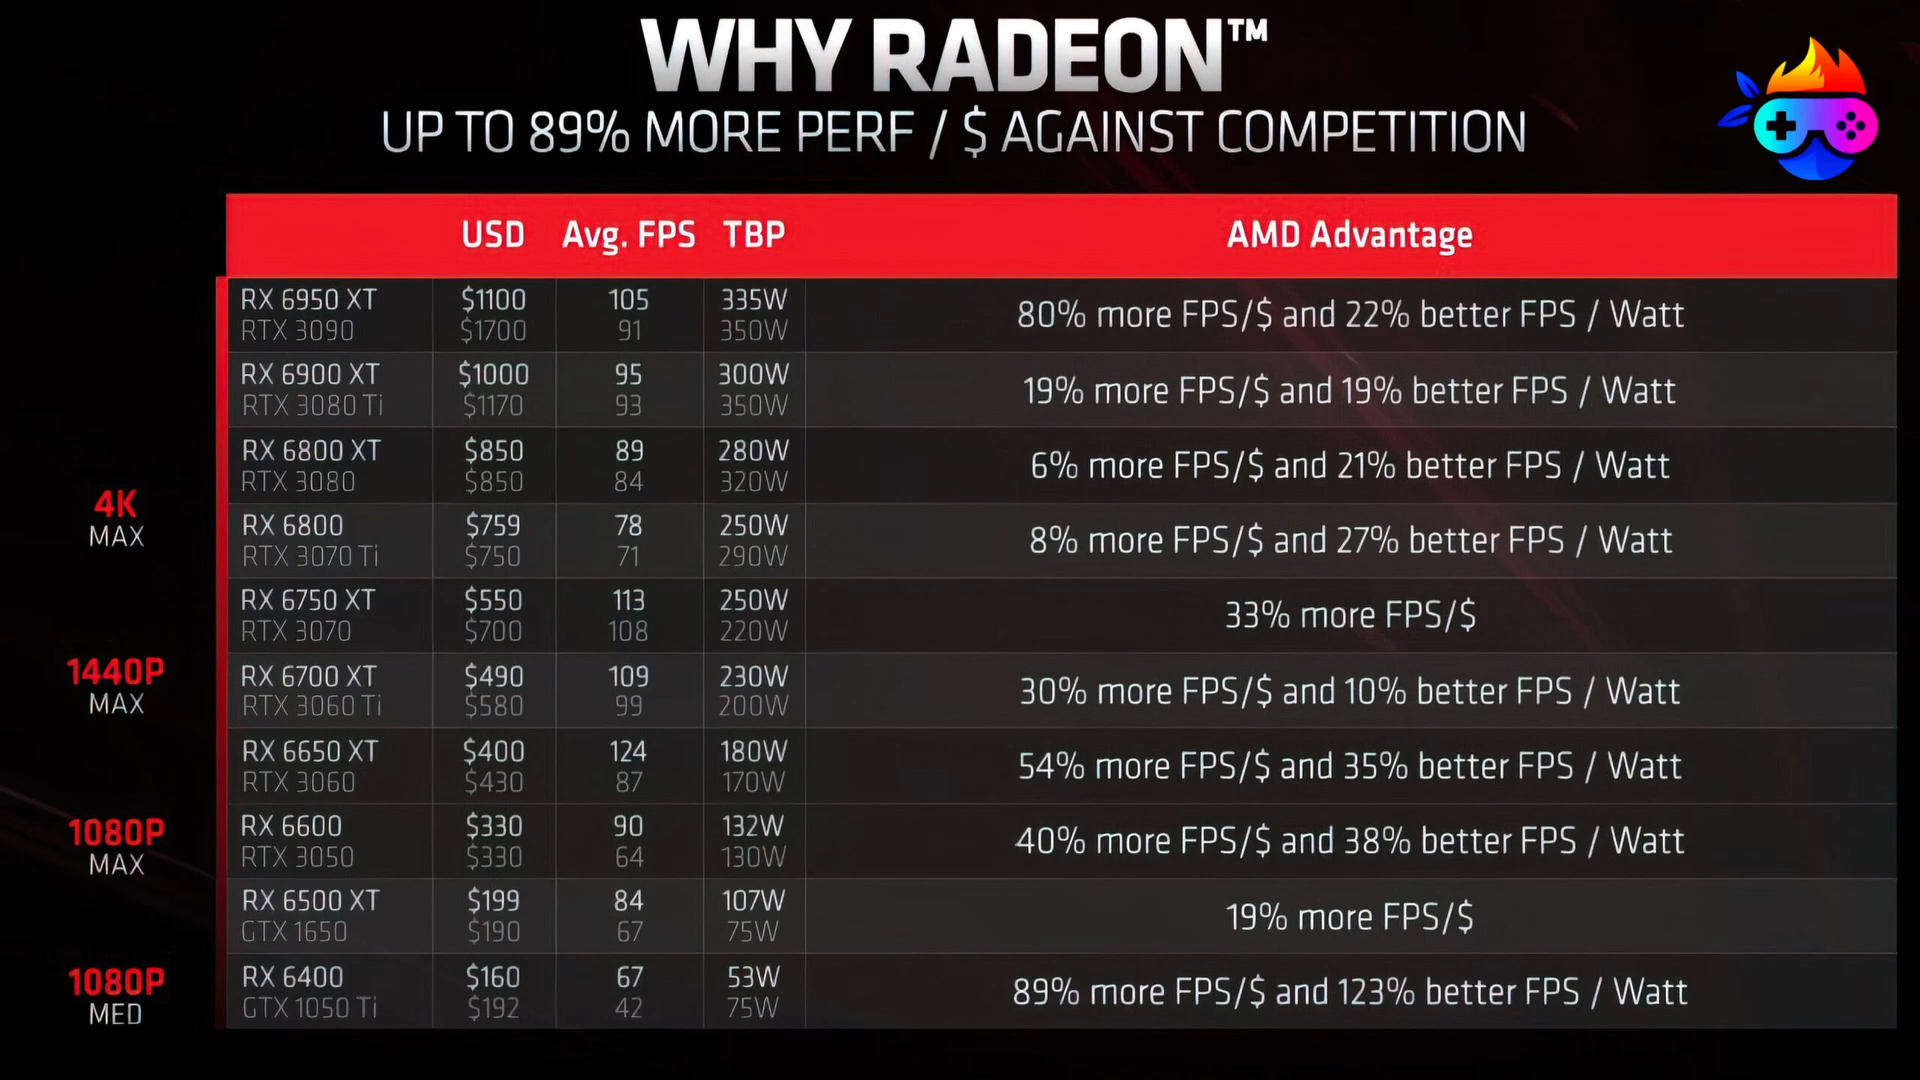 WHY RADEON™
UP TO 89% MORE PERF / $ AGAINST COMPETITION
USD Avg. FPS TBP AMD Advantage
4K
MAX
RX 6950 XT $1100 105 335W 80% more FPS/$ and 22% better FPS / Watt
RTX 3090 $1700 91 350W
RX 6900 XT $1000 95 300W 19% more FPS/$ and 19% better FPS / Watt
RTX 3080 Ti $1170 93 350W
RX 6800 XT $850 89 280W 6% more FPS/$ and 21% better FPS / Watt
RTX 3080 $850 84 320W
RX 6800 $759 78 250W 8% more FPS/$ and 27% better FPS / Watt
RTX 3070 Ti $750 71 290W
1440P
MAX
RX 6750 XT $550 113 250W 33% more FPS/$
RTX 3070 $700 108 220W
RX 6700 XT $490 109 230W 30% more FPS/$ and 10% better FPS / Watt
RTX 3060 Ti $580 99 200W
1080P
MAX
RX 6650 XT $400 124 180W 54% more FPS/$ and 35% better FPS / Watt
RTX 3060 $430 87 170W
RX 6600 $330 90 132W 40% more FPS/$ and 38% better FPS / Watt
RTX 3050 $330 64 130W
1080P
MED
RX 6500 XT $199 84 107W 19% more FPS/$
GTX 1650 $190 67 75W
RX 6400 $160 67 53W 89% more FPS/$ and 123% better FPS / Watt
GTX 1050 Ti $192 42 75W